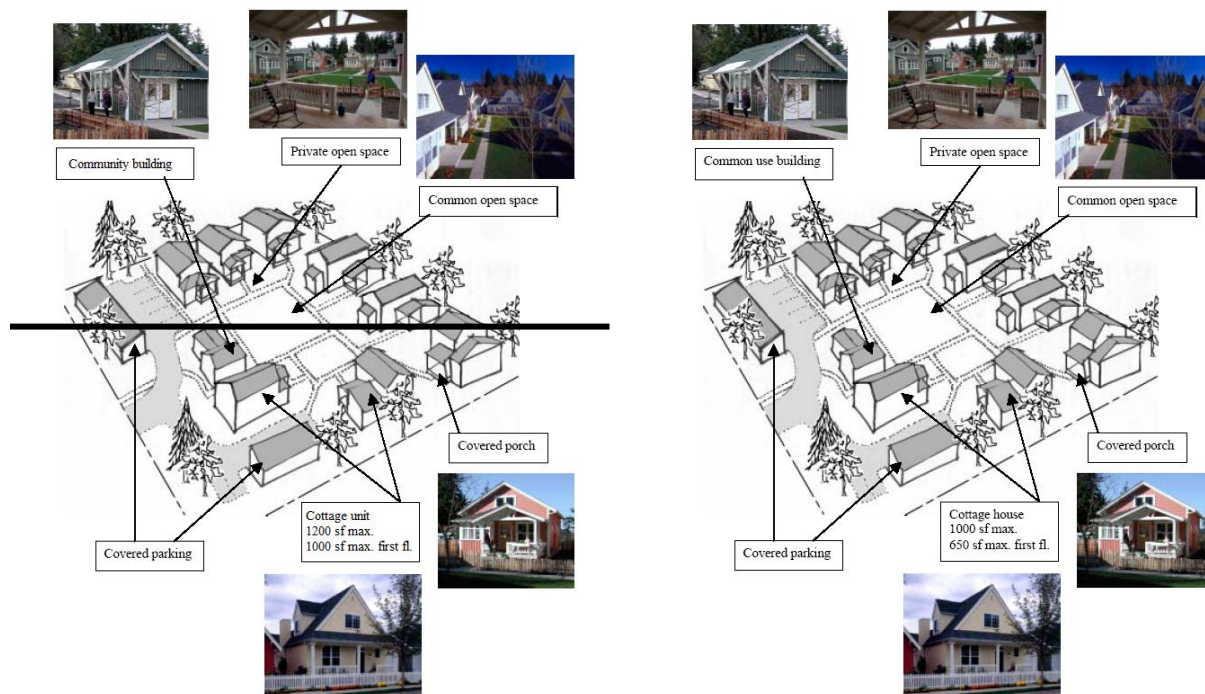 Community building
Private open space
Common open space
Covered porch
Cottage unit
1200 sf max.
1000 sf max. first fl.
Covered parking
Common use building
Private open space
Common open space
Covered porch
Cottage house
1000 sf max.
650 sf max. first fl.
Covered parking